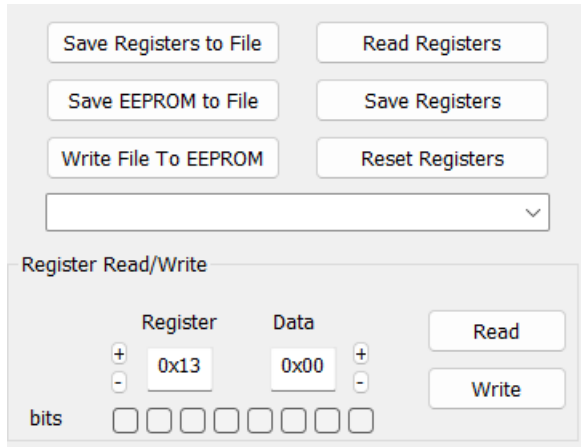 Save Registers to File Read Registers
Save EEPROM to File Save Registers
Write File To EEPROM Reset Registers
Register Read/Write
Register Data
Read
+ 0x13 0x00 +
- -
Write
bits